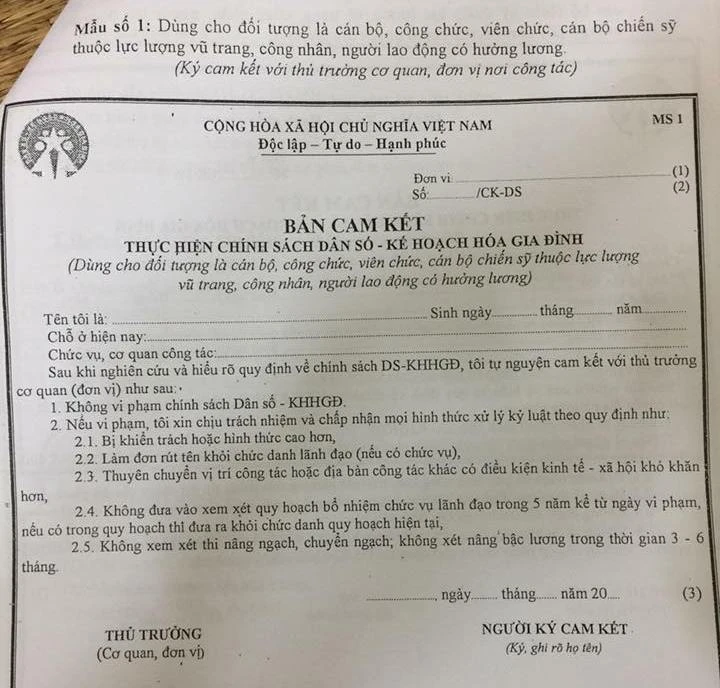 Mẫu số 1: Dùng cho đối tượng là cán bộ, công chức, viên chức, cán bộ chiến sỹ
thuộc lực lượng vũ trang, công nhân, người lao động có hưởng lương.
(Ký cam kết với thủ trưởng cơ quan, đơn vị nơi công tác)
CỘNG HÒA XÃ HỘI CHỦ NGHĨA VIỆT NAM
MS 1
Độc lập – Tự do – Hạnh phúc
Đơn vị: ........................ (1)
Số: ............ /CK-DS (2)
BẢN CAM KẾT
THỰC HIỆN CHÍNH SÁCH DÂN SỐ - KẾ HOẠCH HÓA GIA ĐÌNH
(Dùng cho đối tượng là cán bộ, công chức, viên chức, cán bộ chiến sỹ thuộc lực lượng
vũ trang, công nhân, người lao động có hưởng lương)
Tên tôi là: ........................ Sinh ngày............ tháng............ năm............
Chỗ ở hiện nay:........................
Chức vụ, cơ quan công tác:........................
Sau khi nghiên cứu và hiểu rõ quy định về chính sách DS-KHHGĐ, tôi tự nguyện cam kết với thủ trưởng
cơ quan (đơn vị) như sau:
1. Không vi phạm chính sách Dân số - KHHGĐ.
2. Nếu vi phạm, tôi xin chịu trách nhiệm và chấp nhận mọi hình thức xử lý kỷ luật theo quy định như:
2.1. Bị khiển trách hoặc hình thức cao hơn,
2.2. Làm đơn rút tên khỏi chức danh lãnh đạo (nếu có chức vụ),
2.3. Thuyên chuyển vị trí công tác hoặc địa bàn công tác khác có điều kiện kinh tế - xã hội khó khăn
hơn,
2.4. Không đưa vào xem xét quy hoạch bổ nhiệm chức vụ lãnh đạo trong 5 năm kể từ ngày vi phạm,
nếu có trong quy hoạch thì đưa ra khỏi chức danh quy hoạch hiện tại,
2.5. Không xem xét thi nâng ngạch, chuyển ngạch; không xét nâng bậc lương trong thời gian 3 - 6
tháng.
..................., ngày......... tháng....... năm 20.... (3)
THỦ TRƯỞNG
NGƯỜI KÝ CAM KẾT
(Cơ quan, đơn vị)
(Ký, ghi rõ họ tên)